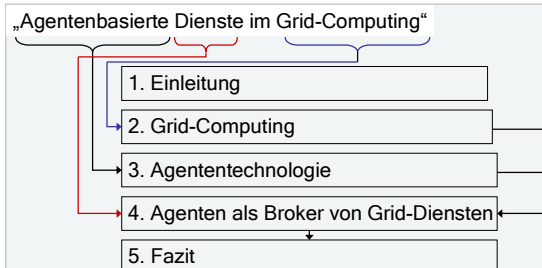 „Agentenbasierte Dienste im Grid-Computing“
1. Einleitung
2. Grid-Computing
3. Agententechnologie
4. Agenten als Broker von Grid-Diensten
5. Fazit